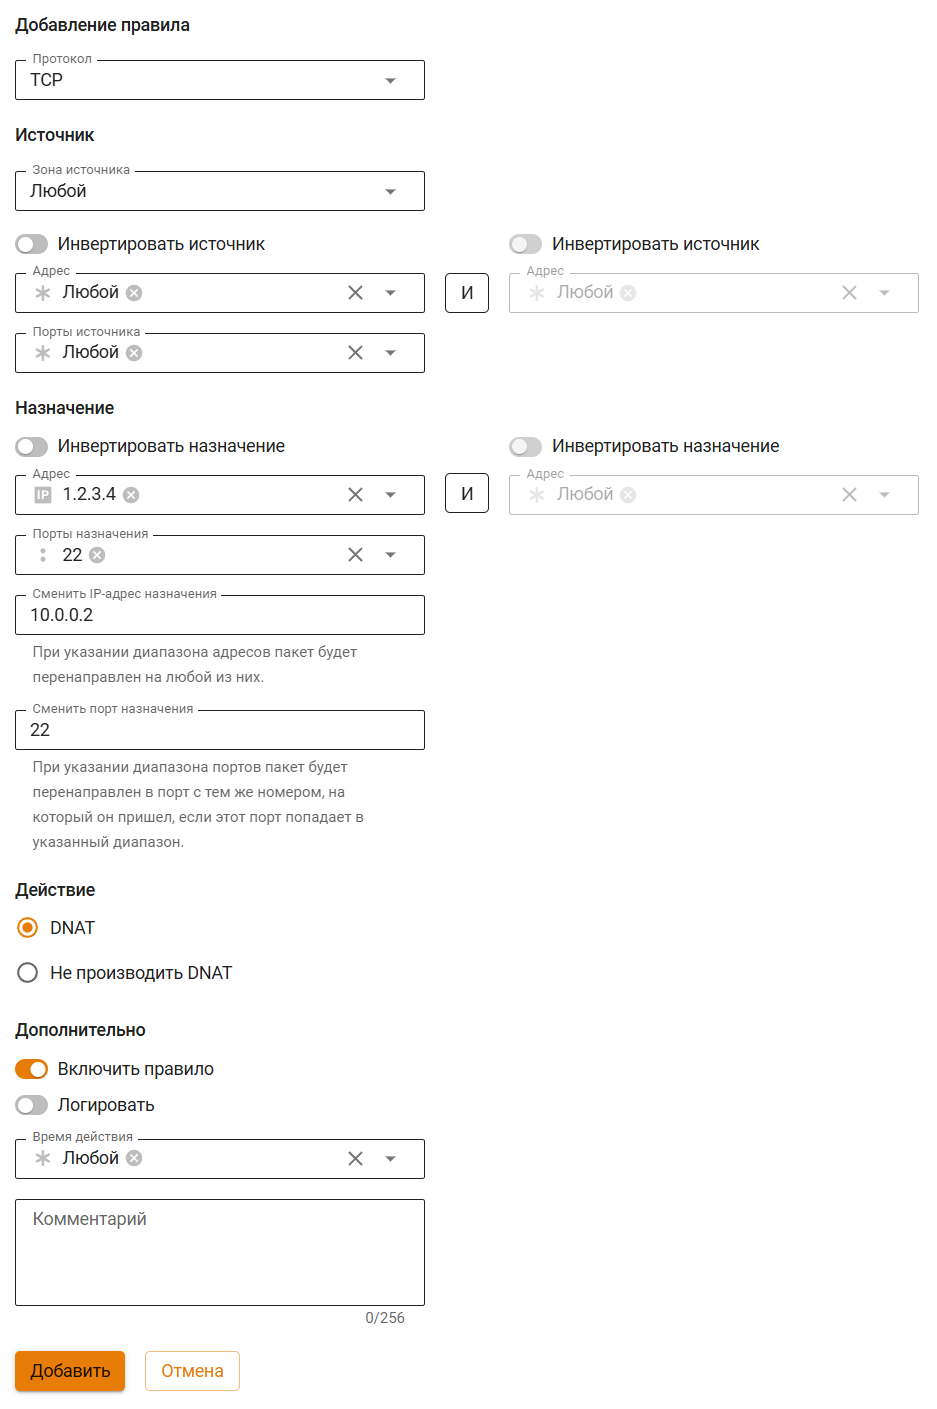 Добавление правила
Протокол
TCP
Источник
Зона источника
Любой
Инвертировать источник
Инвертировать источник
Адрес
Любой
И
Адрес
Любой
Порты источника
Любой
Назначение
Инвертировать назначение
Инвертировать назначение
Адрес
IP 1.2.3.4
И
Адрес
Любой
Порты назначения
22
Сменить IP-адрес назначения
10.0.0.2
При указании диапазона адресов пакет будет
перенаправлен на любой из них.
Сменить порт назначения
22
При указании диапазона портов пакет будет
перенаправлен в порт с тем же номером, на
который он пришел, если этот порт попадает в
указанный диапазон.
Действие
DNAT
Не производить DNAT
Дополнительно
Включить правило
Логировать
Время действия
Любой
Комментарий
0/256
Добавить
Отмена